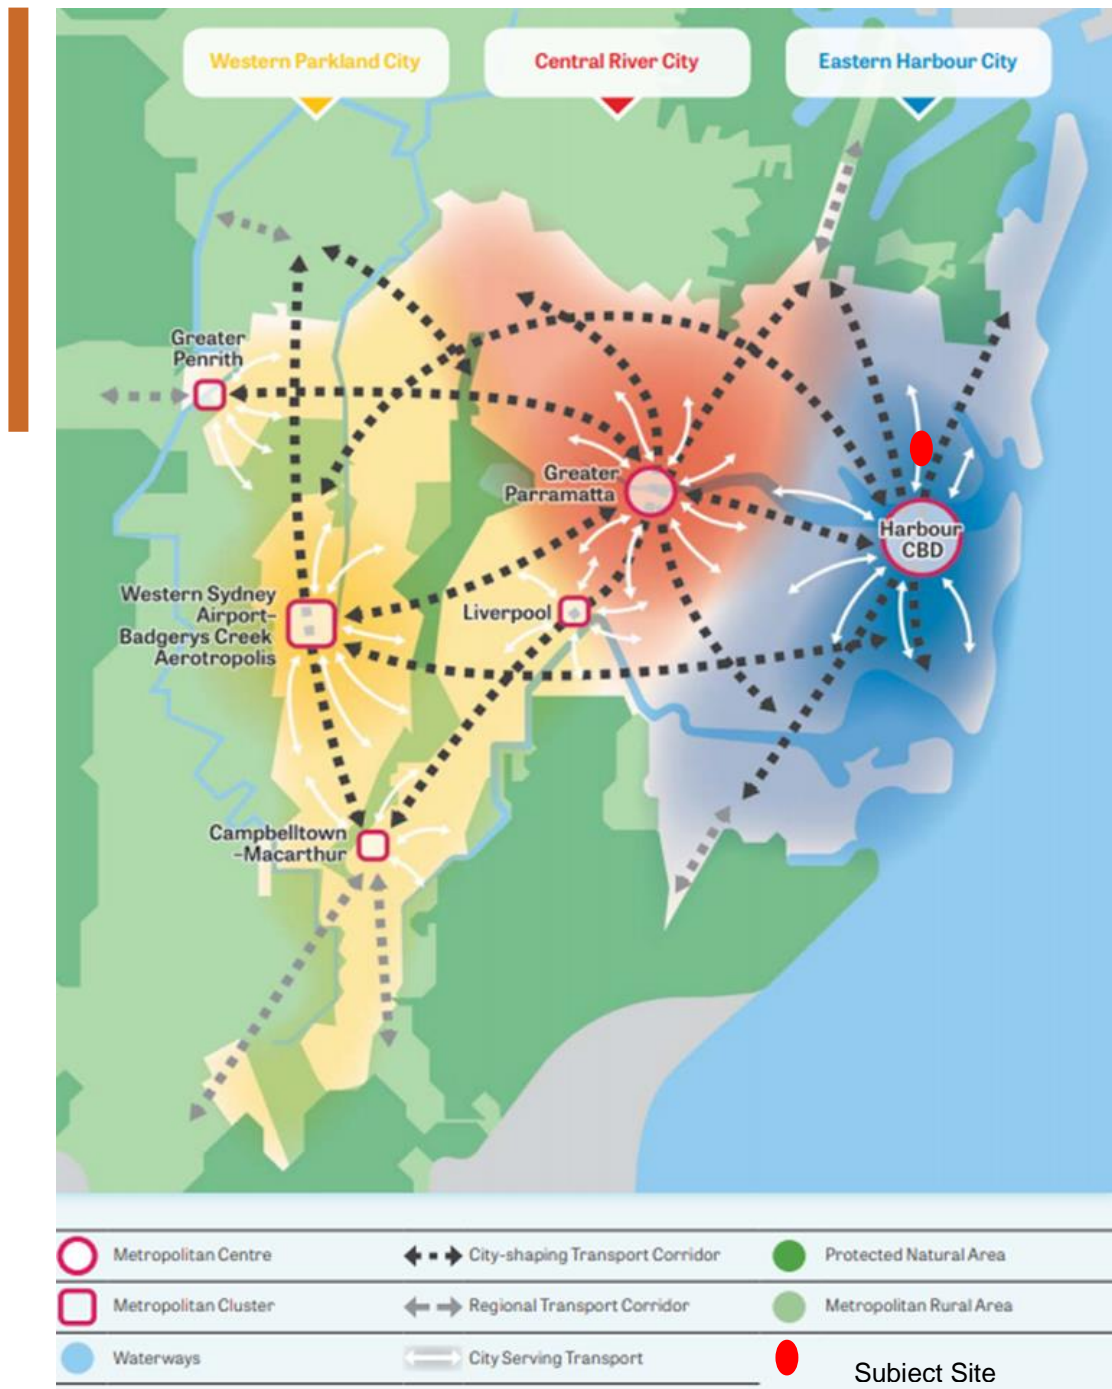 Western Parkland City
Central River City
Eastern Harbour City
Greater
Penrith
Greater
Parramatta
Harbour
CBD
Western Sydney
Airport–
Badgerys Creek
Aerotropolis
Liverpool
Campbelltown
–Macarthur
Metropolitan Centre
City-shaping Transport Corridor
Protected Natural Area
Metropolitan Cluster
Regional Transport Corridor
Metropolitan Rural Area
Waterways
City Serving Transport
Subject Site